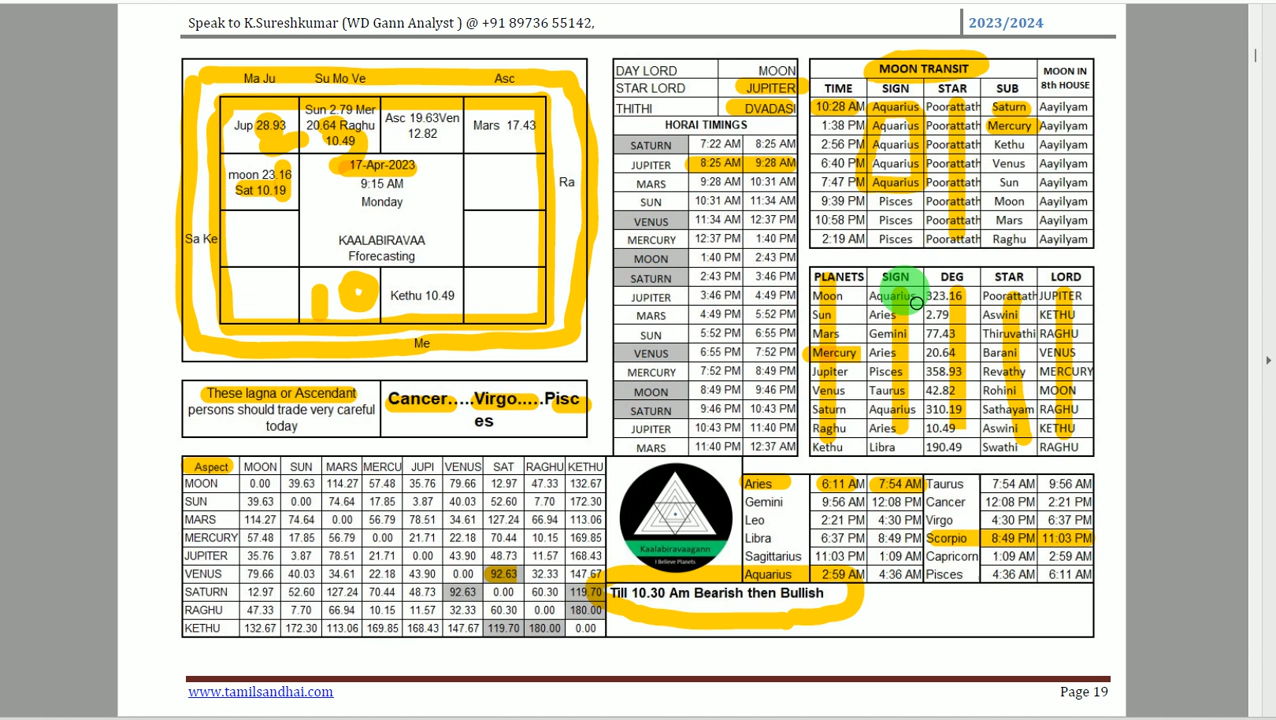 Speak to K.Sureshkumar (WD Gann Analyst ) @ +91 89736 55142,
2023/2024
Ma Ju Su Mo Ve Asc
Jup 28.93
Sun 2.79 Mer
20.64 Raghu
10.49
Asc 19.63Ven
12.82
Mars 17.43
moon 23.16
Sat 10.19
17-Apr-2023
9:15 AM
Monday
KAALABIRAVAA
Fforecasting
Ra
Sa Ke
Kethu 10.49
Me
These lagna or Ascendant
persons should trade very careful
today
Cancer....Virgo.....Pisc
es
DAY LORD MOON
STAR LORD JUPITER
THITHI DVADASI
HORAI TIMINGS
SATURN 7:22 AM 8:25 AM
JUPITER 8:25 AM 9:28 AM
MARS 9:28 AM 10:31 AM
SUN 10:31 AM 11:34 AM
VENUS 11:34 AM 12:37 PM
MERCURY 12:37 PM 1:40 PM
MOON 1:40 PM 2:43 PM
SATURN 2:43 PM 3:46 PM
JUPITER 3:46 PM 4:49 PM
MARS 4:49 PM 5:52 PM
SUN 5:52 PM 6:55 PM
VENUS 6:55 PM 7:52 PM
MERCURY 7:52 PM 8:49 PM
MOON 8:49 PM 9:46 PM
SATURN 9:46 PM 10:43 PM
JUPITER 10:43 PM 11:40 PM
MARS 11:40 PM 12:37 AM
MOON TRANSIT
MOON IN
8th HOUSE
TIME SIGN STAR SUB
10:28 AM Aquarius Poorattath Saturn Aayilyam
1:38 PM Aquarius Poorattath Mercury Aayilyam
2:56 PM Aquarius Poorattath Kethu Aayilyam
6:40 PM Aquarius Poorattath Venus Aayilyam
7:47 PM Aquarius Poorattath Sun Aayilyam
9:39 PM Pisces Poorattath Moon Aayilyam
10:58 PM Pisces Poorattath Mars Aayilyam
2:19 AM Pisces Poorattath Raghu Aayilyam
PLANETS SIGN DEG STAR LORD
Moon Aquarius 323.16 Poorattath JUPITER
Sun Aries 2.79 Aswini KETHU
Mars Gemini 77.43 Thiruvathi RAGHU
Mercury Aries 20.64 Barani VENUS
Jupiter Pisces 358.93 Revathy MERCURY
Venus Taurus 42.82 Rohini MOON
Saturn Aquarius 310.19 Sathayam RAGHU
Raghu Aries 10.49 Aswini KETHU
Kethu Libra 190.49 Swathi RAGHU
Aspect MOON SUN MARS MERCU JUPI VENUS SAT RAGHU KETHU
MOON 0.00 39.63 114.27 57.48 35.76 79.66 12.97 47.33 132.67
SUN 39.63 0.00 74.64 17.85 3.87 40.03 52.60 7.70 172.30
MARS 114.27 74.64 0.00 56.79 78.51 34.61 127.24 66.94 113.06
MERCURY 57.48 17.85 56.79 0.00 21.71 22.18 70.44 10.15 169.85
JUPITER 35.76 3.87 78.51 21.71 0.00 43.90 48.73 11.57 168.43
VENUS 79.66 40.03 34.61 22.18 43.90 0.00 92.63 32.33 147.67
SATURN 12.97 52.60 127.24 70.44 48.73 92.63 0.00 60.30 119.70
RAGHU 47.33 7.70 66.94 10.15 11.57 32.33 60.30 0.00 180.00
KETHU 132.67 172.30 113.06 169.85 168.43 147.67 119.70 180.00 0.00
Kaalabiravaagann
I Believe Planets
Aries 6:11 AM 7:54 AM Taurus 7:54 AM 9:56 AM
Gemini 9:56 AM 12:08 PM Cancer 12:08 PM 2:21 PM
Leo 2:21 PM 4:30 PM Virgo 4:30 PM 6:37 PM
Libra 6:37 PM 8:49 PM Scorpio 8:49 PM 11:03 PM
Sagittarius 11:03 PM 1:09 AM Capricorn 1:09 AM 2:59 AM
Aquarius 2:59 AM 4:36 AM Pisces 4:36 AM 6:11 AM
Till 10.30 Am Bearish then Bullish
www.tamilsandhai.com
Page 19